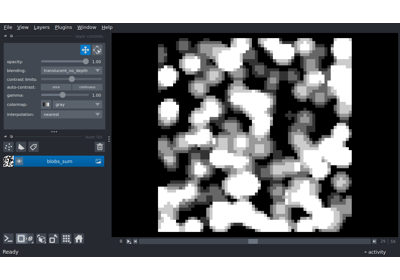 File View Layers Plugins Window Help
opacity: 1.00
blending: translucent_no_depth
contrast limits:
auto-contrast: once continuous
gamma: 1.00
colormap: gray
interpolation: nearest
blobs_sum
Ready
activity